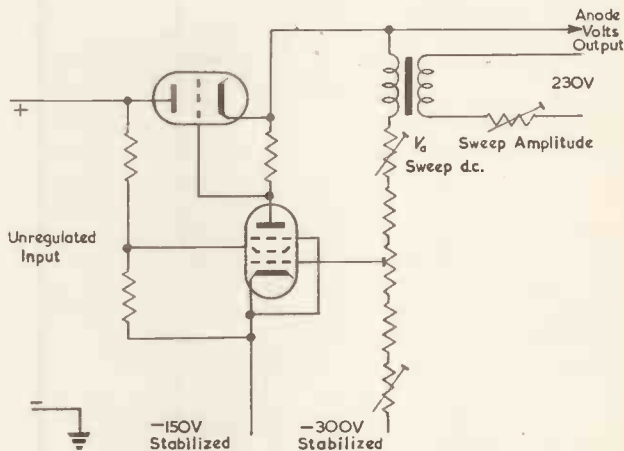 Anode
Volts
Output
+
230V
Vₐ
Sweep d.c.
Sweep Amplitude
Unregulated
Input
−
−150V
Stabilized
−300V
Stabilized